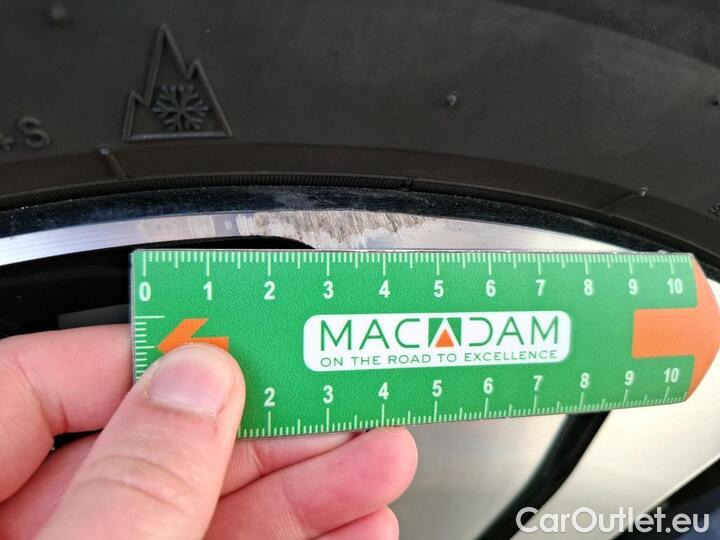 +S
0 1 2 3 4 5 6 7 8 9 10
MACADAM
ON THE ROAD TO EXCELLENCE
2 3 4 5 6 7 8 9 10
CarOutlet.eu